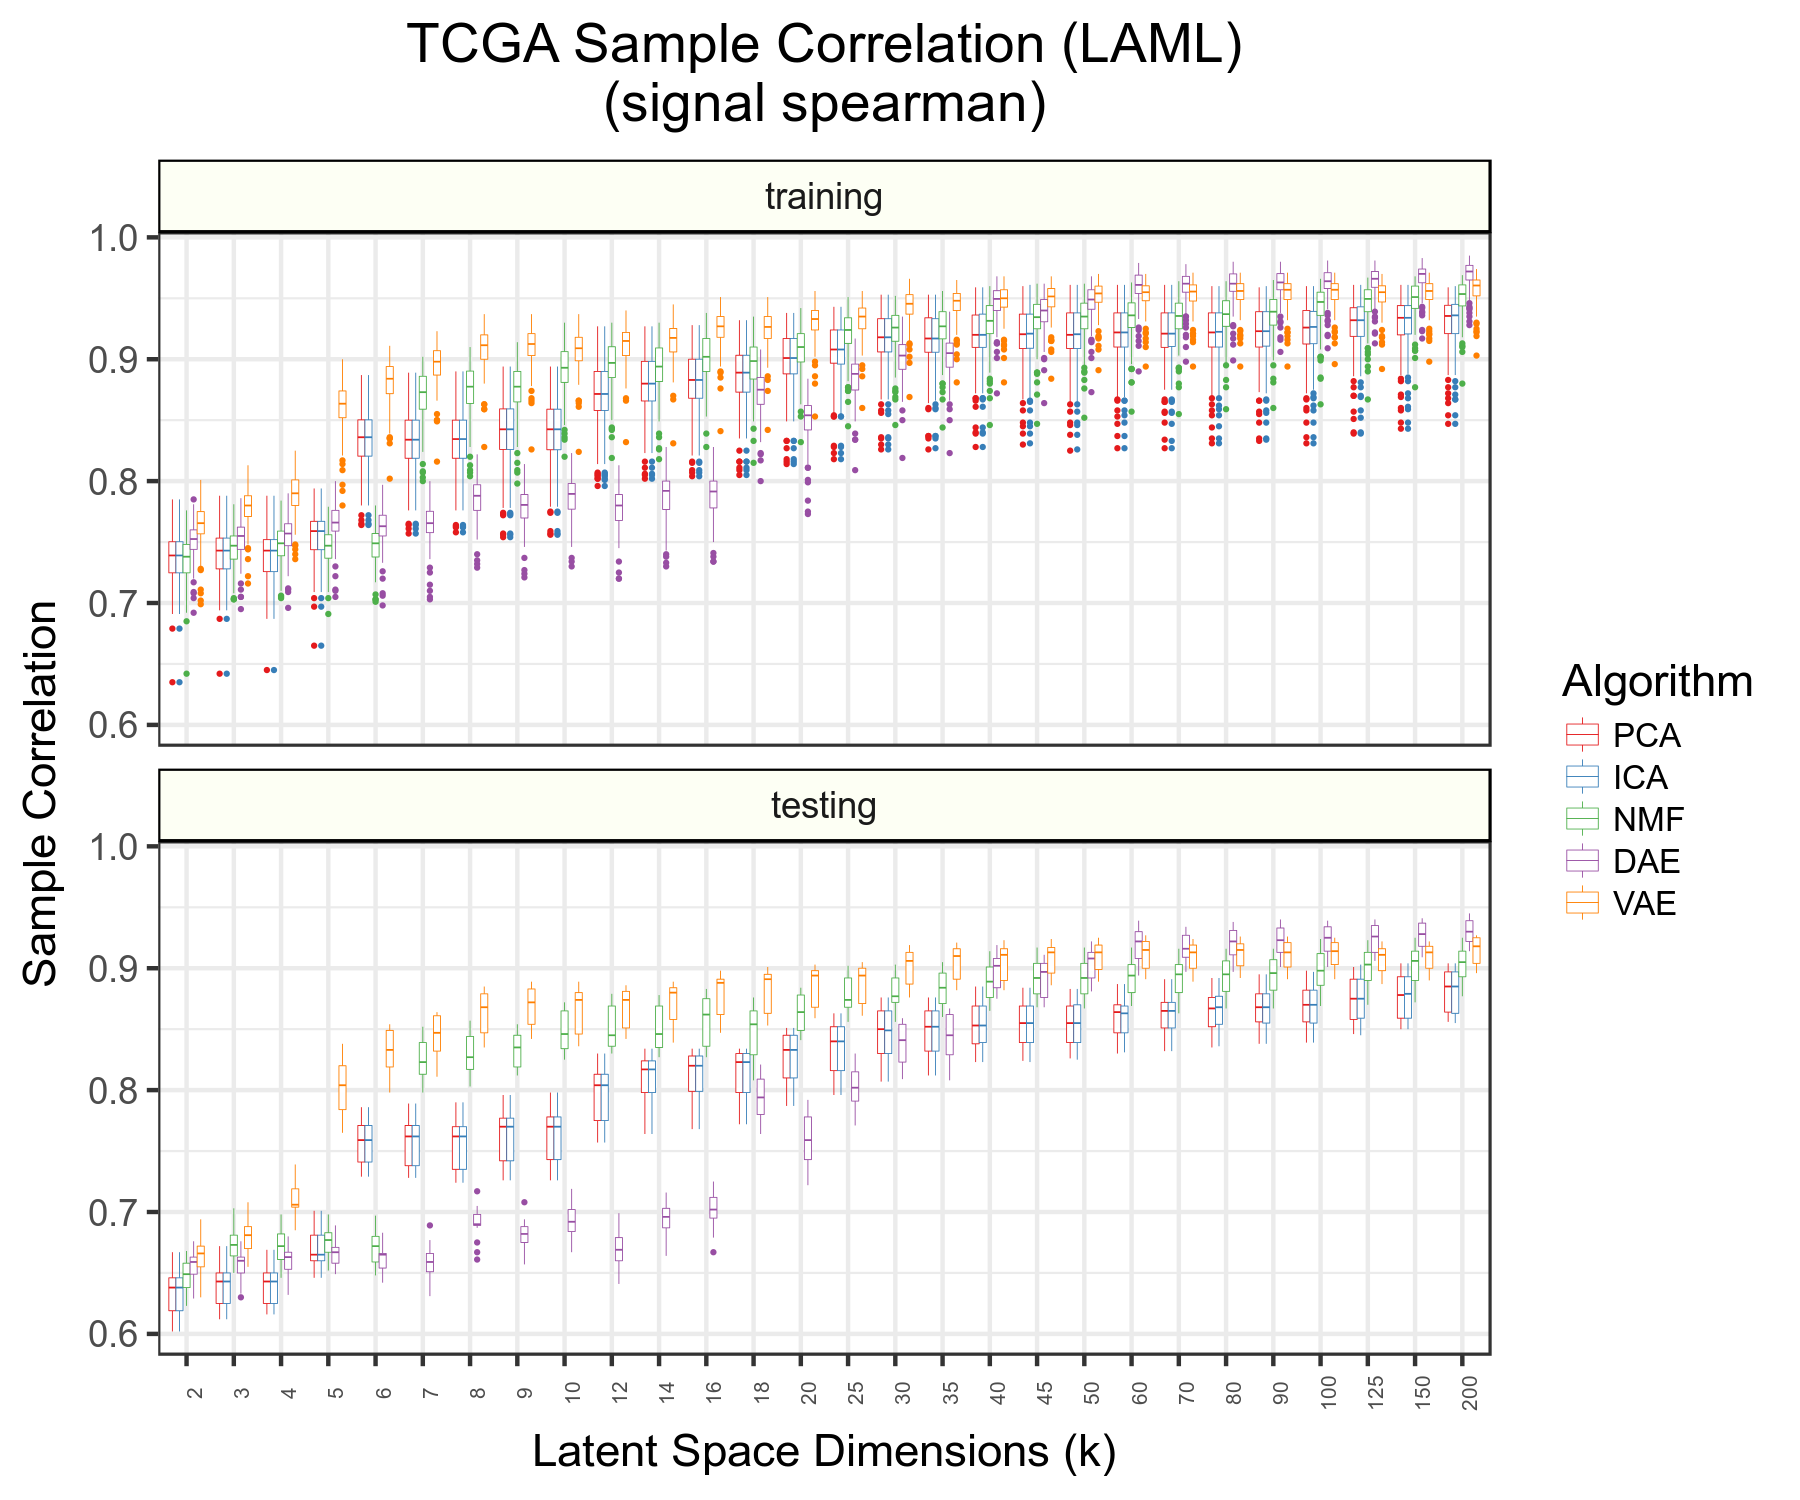 TCGA Sample Correlation (LAML)
(signal spearman)
training
1.0
0.9
0.8
0.7
0.6
testing
1.0
0.9
0.8
0.7
0.6
Sample Correlation
2 3 4 5 6 7 8 9 10 12 14 16 18 20 25 30 35 40 45 50 60 70 80 90 100 125 150 200
Latent Space Dimensions (k)
Algorithm
PCA
ICA
NMF
DAE
VAE